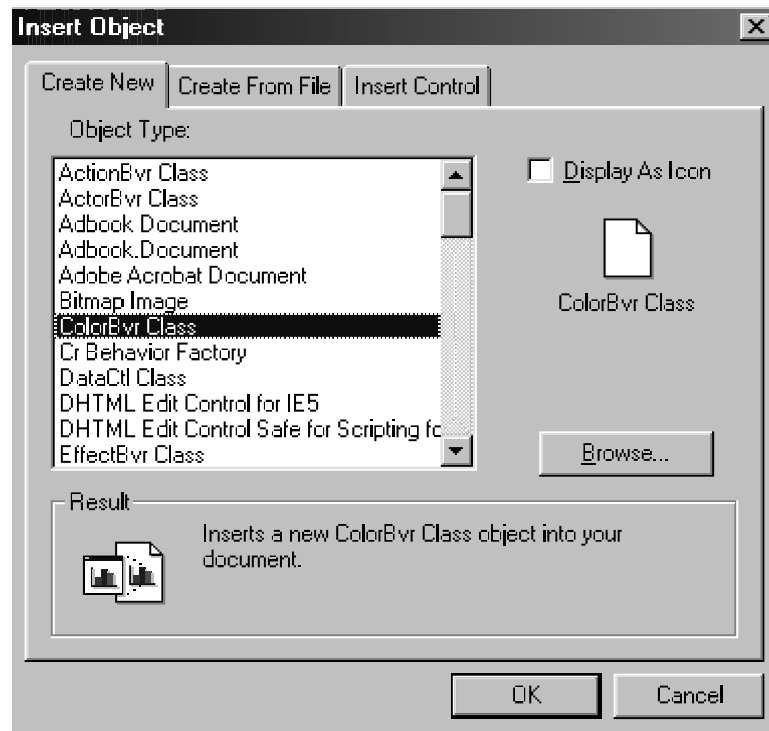 Insert Object
Create New
Create From File
Insert Control
Object Type:
ActionBvr Class
ActorBvr Class
Adbook Document
Adbook.Document
Adobe Acrobat Document
Bitmap Image
ColorBvr Class
Cr Behavior Factory
DataCtl Class
DHTML Edit Control for IE5
DHTML Edit Control Safe for Scripting fo
EffectBvr Class
Display As Icon
ColorBvr Class
Browse...
Result
Inserts a new ColorBvr Class object into your
document.
OK
Cancel